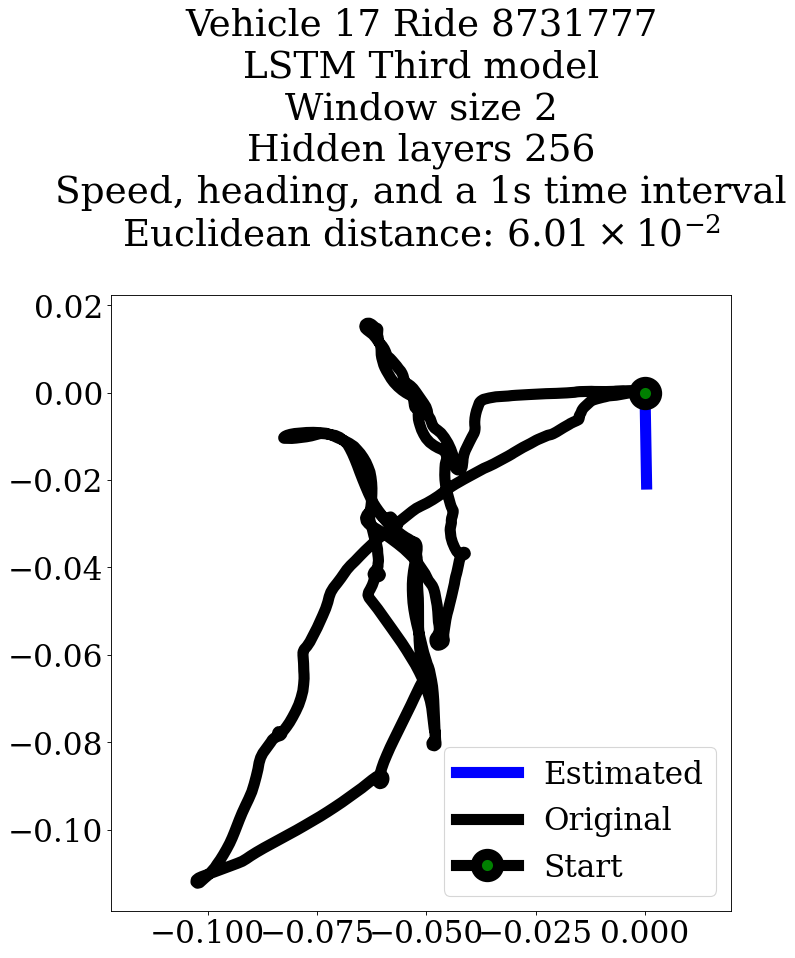 Vehicle 17 Ride 8731777
LSTM Third model
Window size 2
Hidden layers 256
Speed, heading, and a 1s time interval
Euclidean distance: 6.01 × 10⁻²
0.02
0.00
−0.02
−0.04
−0.06
−0.08
−0.10
Estimated
Original
Start
−0.100 −0.075 −0.050 −0.025 0.000